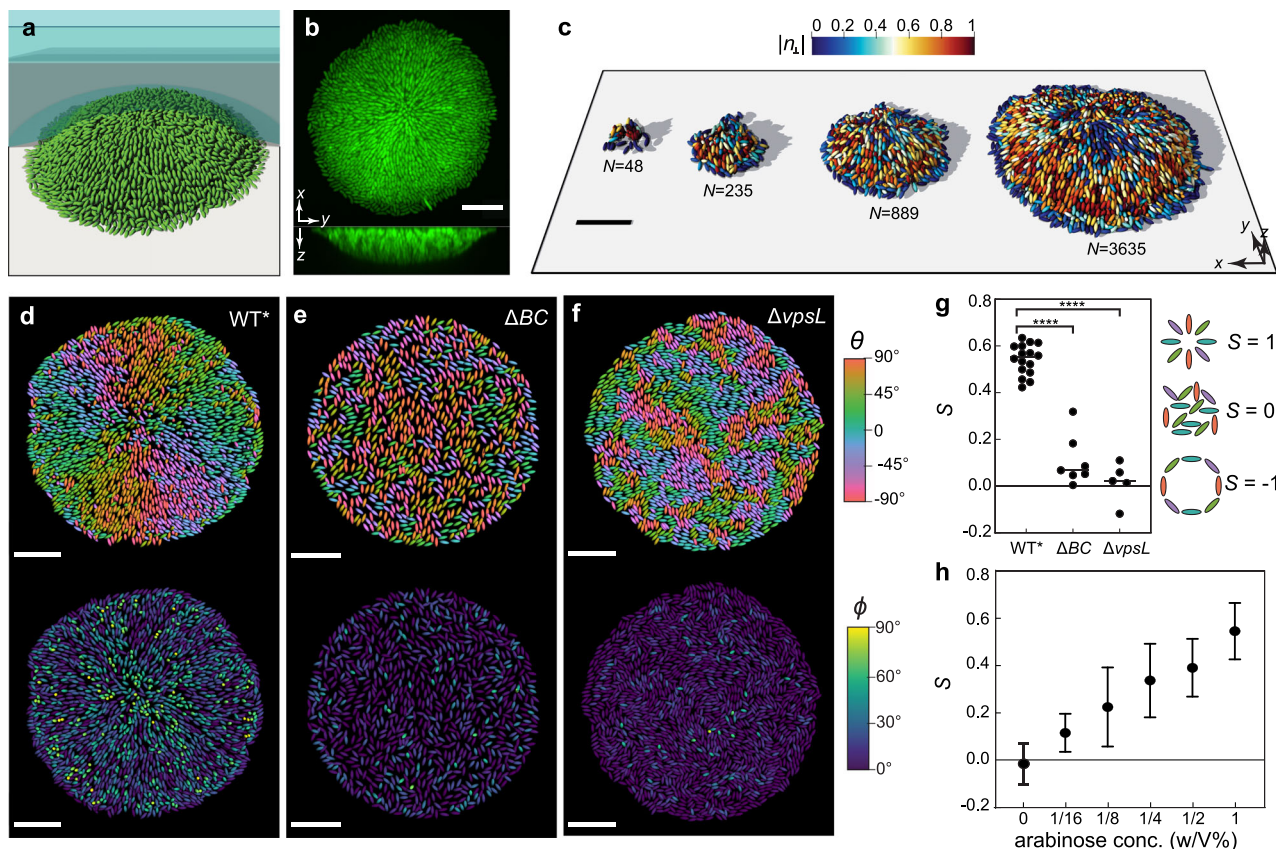 a
b
x
y
z
c
|n⊥|
0 0.2 0.4 0.6 0.8 1
N=48
N=235
N=889
N=3635
y
z
x
d
WT*
e
ΔBC
f
ΔvpsL
θ
90°
45°
0
-45°
-90°
ϕ
90°
60°
30°
0°
g
S
0.8
0.6
0.4
0.2
0.0
-0.2
****
****
WT* ΔBC ΔvpsL
S = 1
S = 0
S = -1
h
S
0.8
0.6
0.4
0.2
0.0
-0.2
0 1/16 1/8 1/4 1/2 1
arabinose conc. (w/V%)